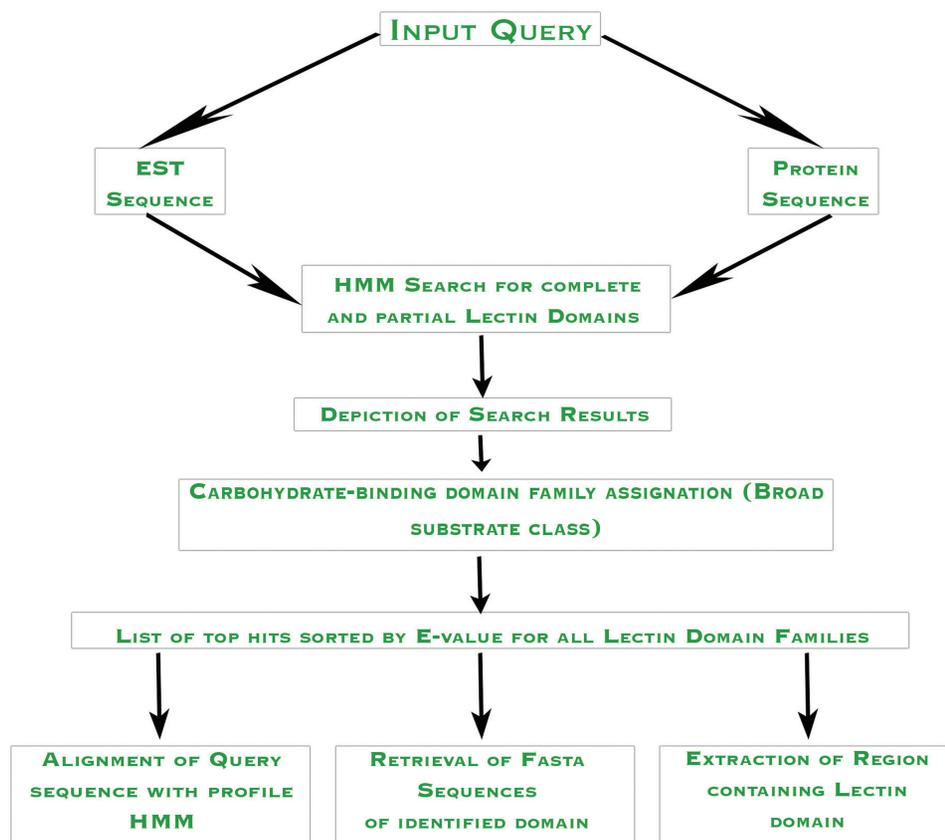 Input Query
EST
Sequence
Protein
Sequence
HMM Search for complete
and partial Lectin Domains
Depiction of Search Results
Carbohydrate-binding domain family assignation (Broad
substrate class)
List of top hits sorted by E-value for all Lectin Domain Families
Alignment of Query
sequence with profile
HMM
Retrieval of Fasta
Sequences
of identified domain
Extraction of Region
containing Lectin
domain